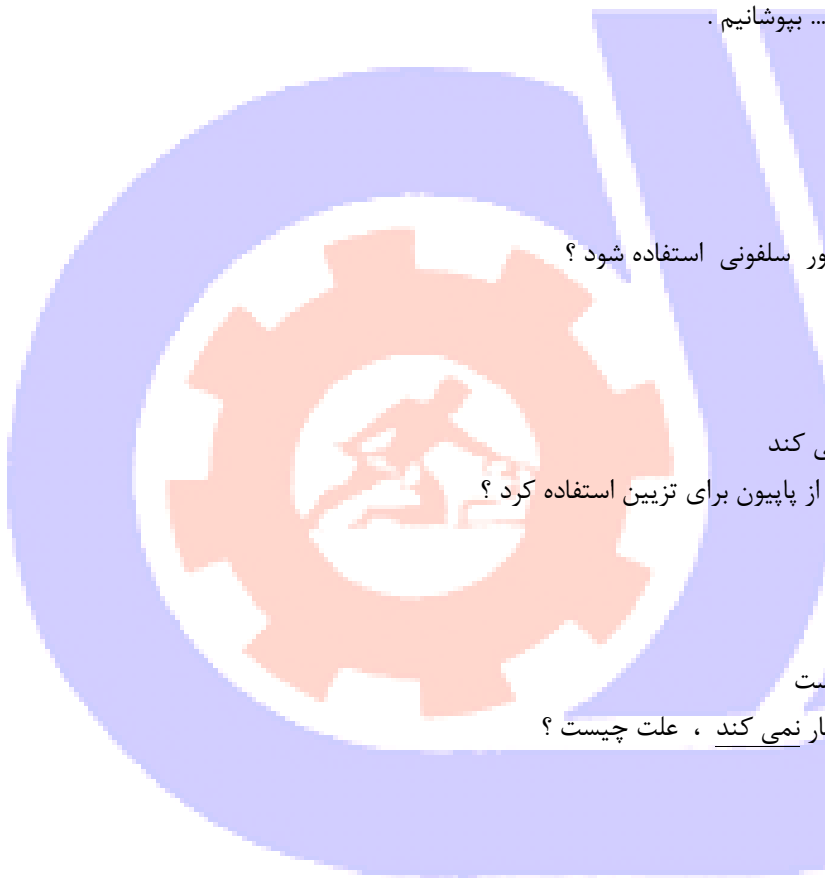 ... بپوشانیم .
ور سلفونی استفاده شود ؟
ی کند
از پاپیون برای تزیین استفاده کرد ؟
ست
ار نمی کند ، علت چیست ؟